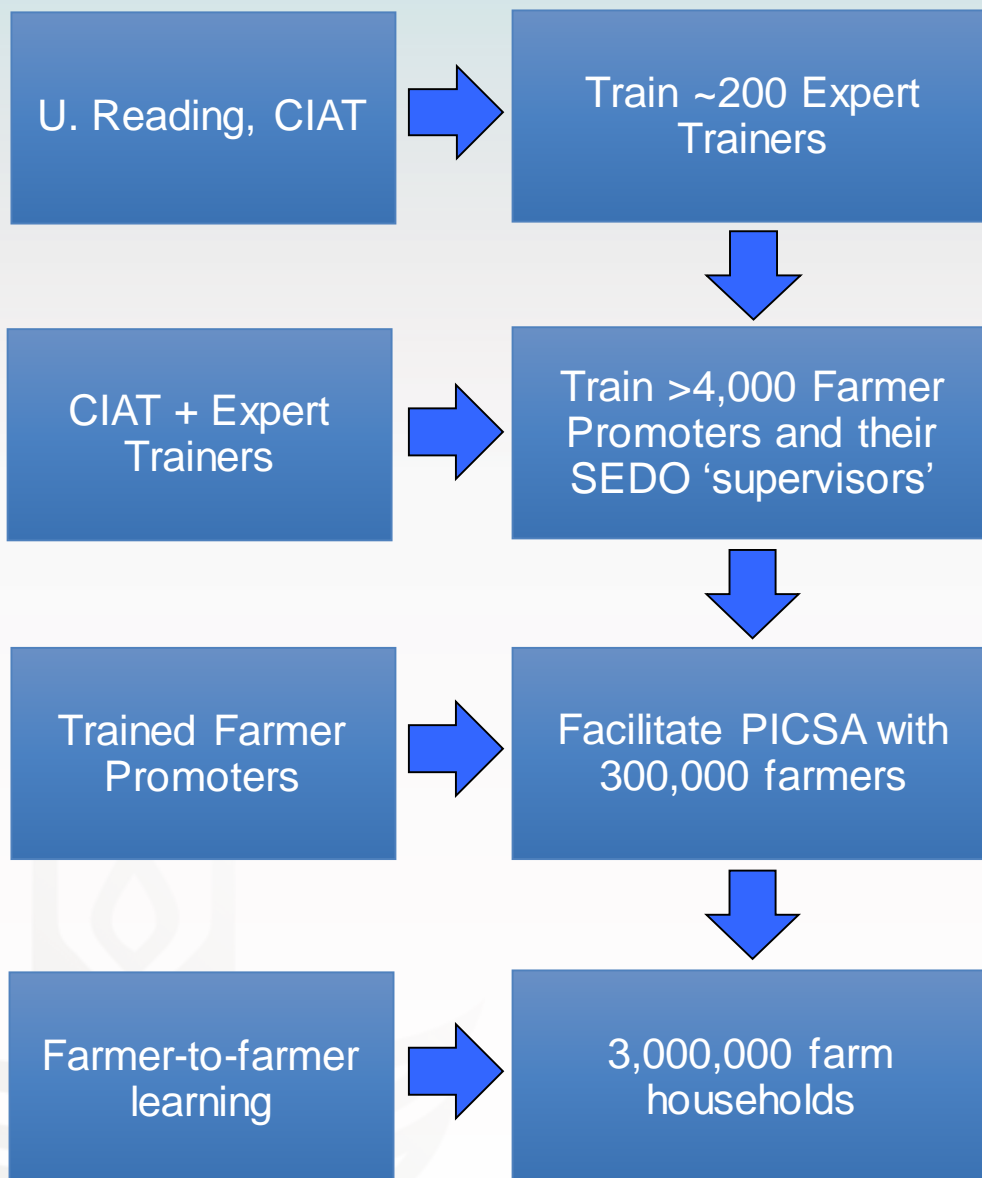 U. Reading, CIAT
Train ~200 Expert
Trainers
CIAT + Expert
Trainers
Train >4,000 Farmer
Promoters and their
SEDO ‘supervisors’
Trained Farmer
Promoters
Facilitate PICSA with
300,000 farmers
Farmer-to-farmer
learning
3,000,000 farm
households